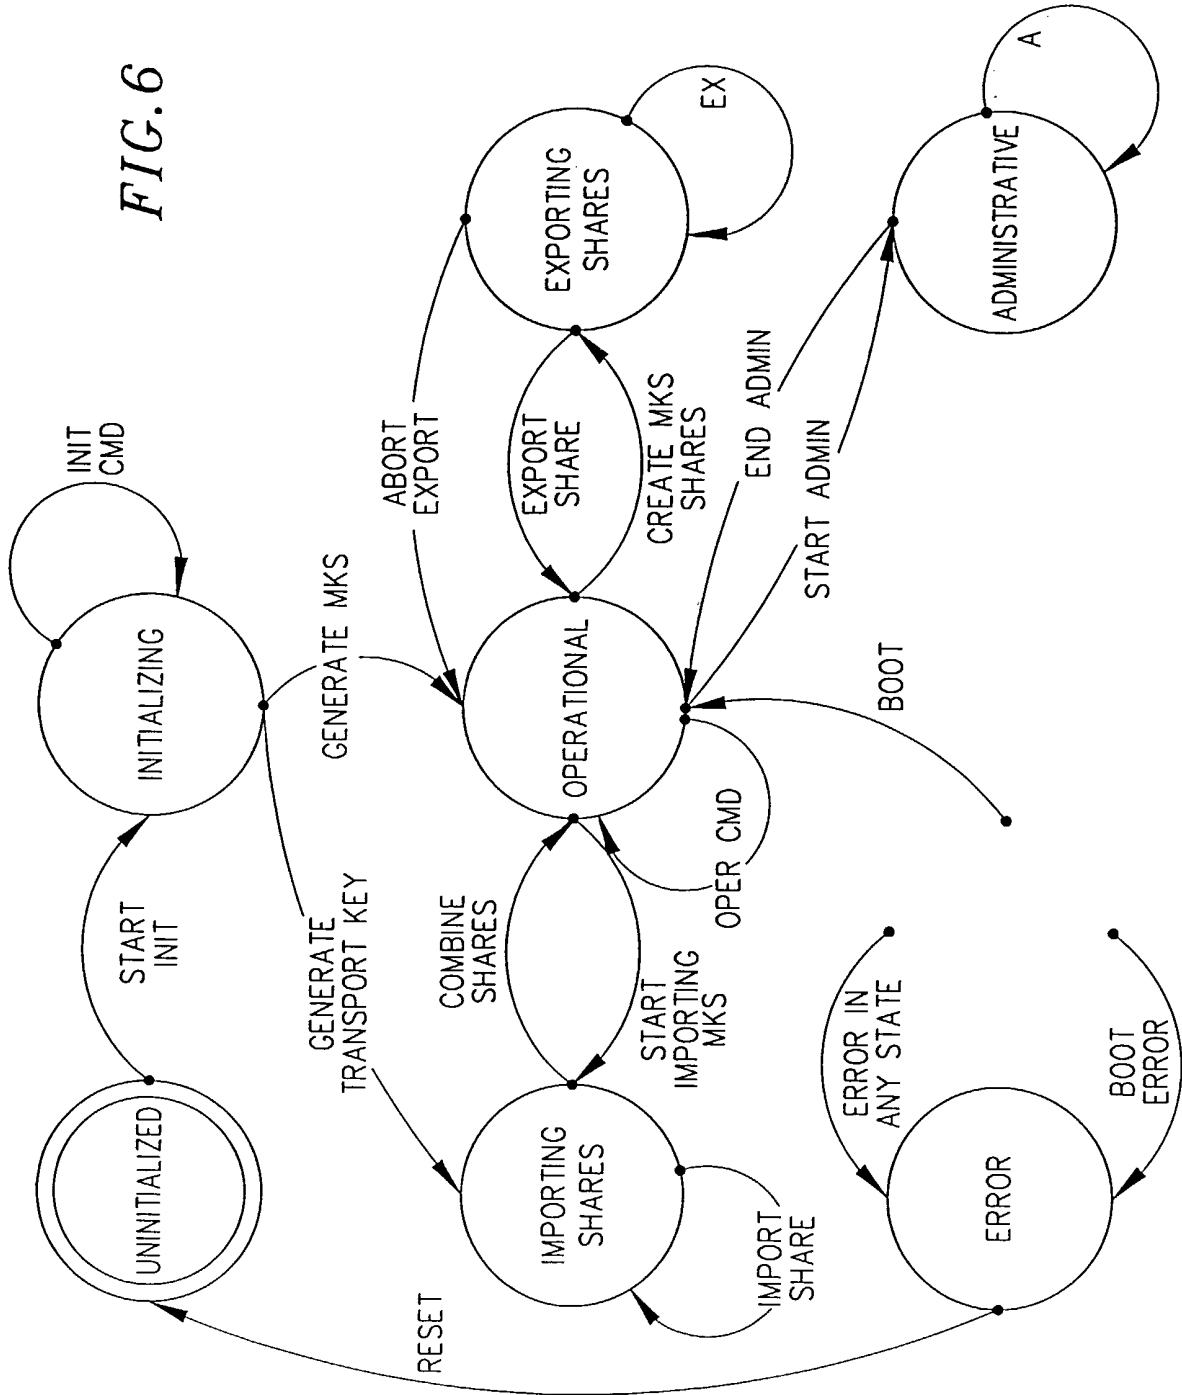 FIG. 6
UNINITIALIZED
START
INIT
INITIALIZING
INIT
CMD
GENERATE
TRANSPORT KEY
GENERATE MKS
RESET
IMPORTING
SHARES
COMBINE
SHARES
START
IMPORTING
MKS
IMPORT
SHARE
OPERATIONAL
OPER CMD
ABORT
EXPORT
EXPORT
SHARE
CREATE MKS
SHARES
EXPORTING
SHARES
EX
END ADMIN
START ADMIN
ADMINISTRATIVE
A
BOOT
ERROR IN
ANY STATE
BOOT
ERROR
ERROR